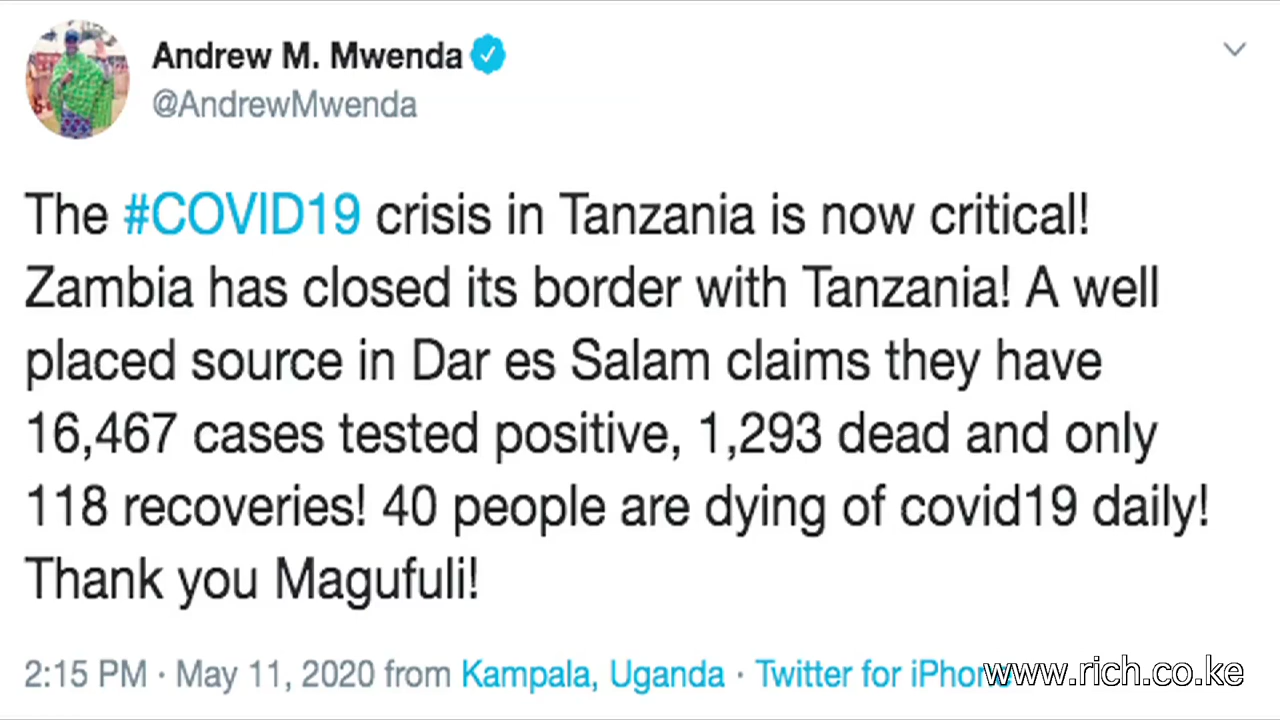 Andrew M. Mwenda
@AndrewMwenda
The #COVID19 crisis in Tanzania is now critical!
Zambia has closed its border with Tanzania! A well
placed source in Dar es Salam claims they have
16,467 cases tested positive, 1,293 dead and only
118 recoveries! 40 people are dying of covid19 daily!
Thank you Magufuli!
2:15 PM · May 11, 2020 from Kampala, Uganda · Twitter for iPhone
www.rich.co.ke